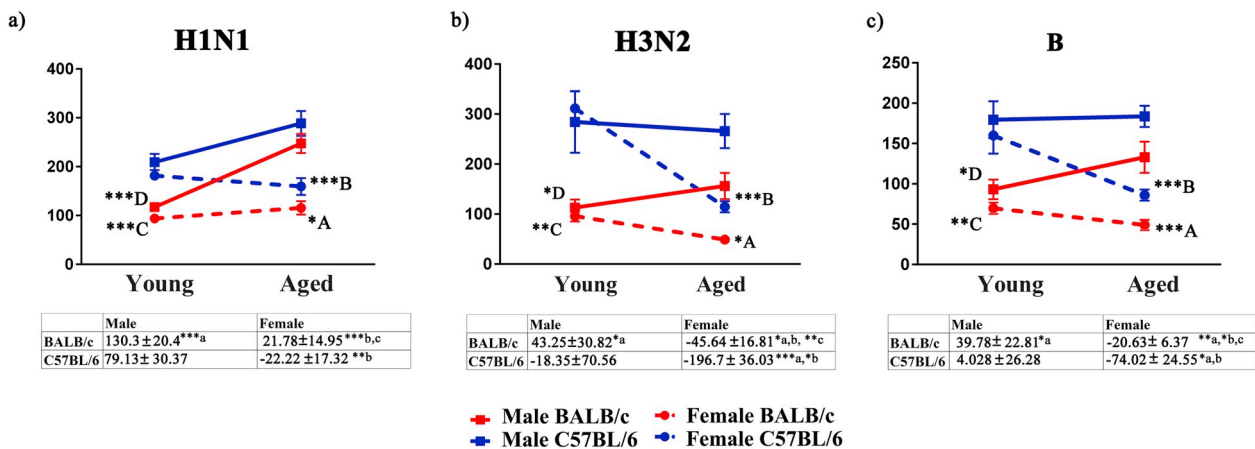 a)
H1N1
400
300
200
100
0
***D
***C
***B
*A
Young Aged
Male Female
BALB/c 130.3±20.4***a 21.78±14.95***b,c
C57BL/6 79.13±30.37 -22.22±17.32 **b
b)
H3N2
400
300
200
100
0
*D
**C
***B
*A
Young Aged
Male Female
BALB/c 43.25±30.82*a -45.64±16.81*a,b, **c
C57BL/6 -18.35±70.56 -196.7±36.03***a,*b
c)
B
250
200
150
100
50
0
*D
**C
***B
***A
Young Aged
Male Female
BALB/c 39.78±22.81*a -20.63±6.37 **a,*b,c
C57BL/6 4.028±26.28 -74.02±24.55*a,b
Male BALB/c Female BALB/c
Male C57BL/6 Female C57BL/6